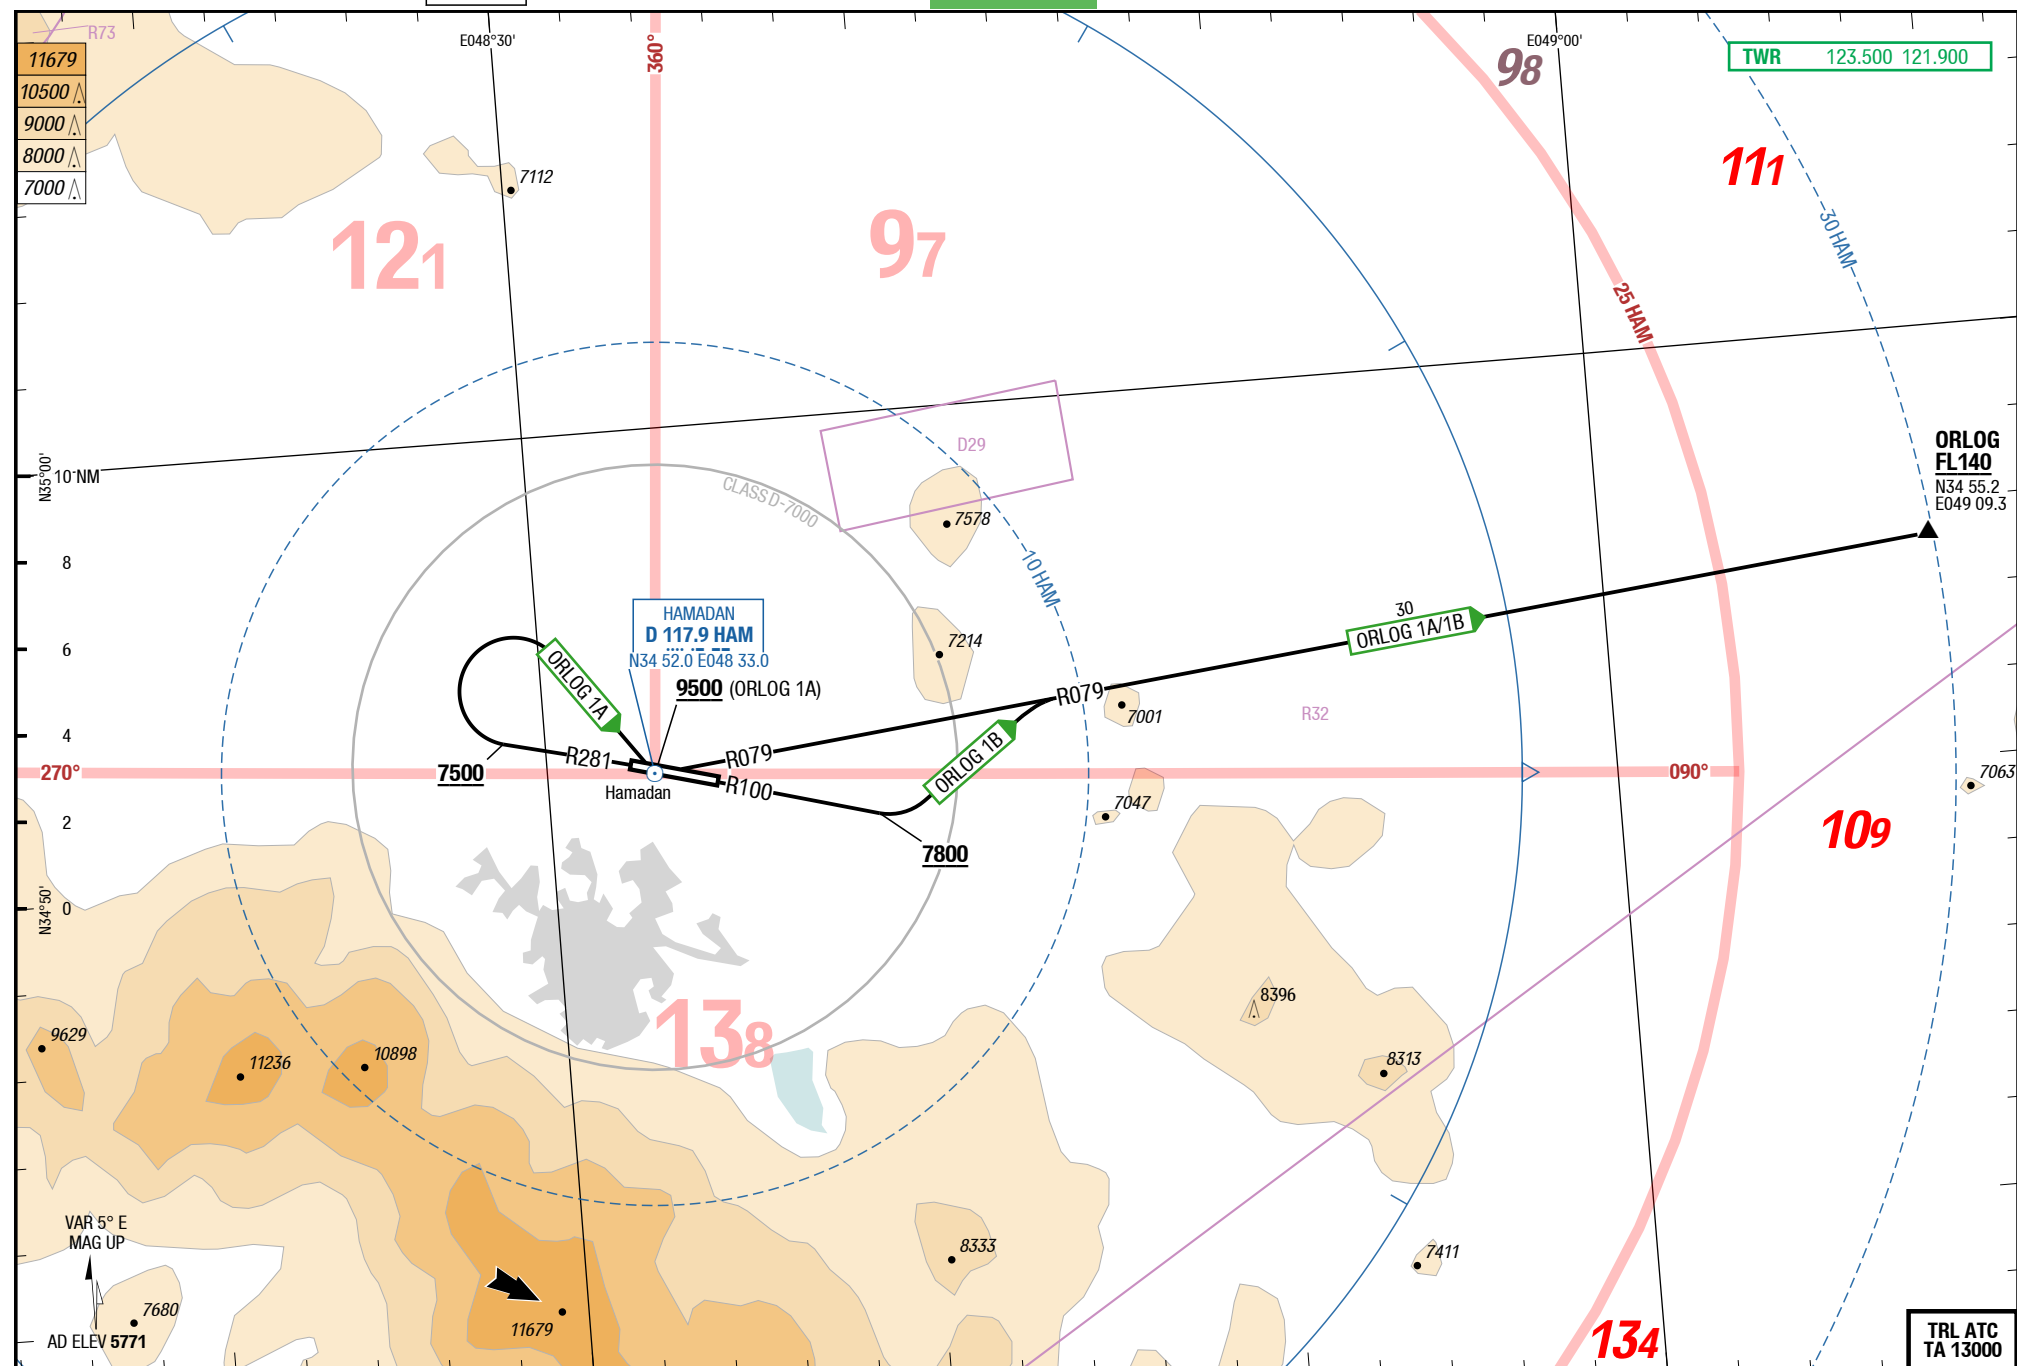 R73
E048°30'
360°
E049°00'
98
TWR 123.500 121.900
11679
10500
9000
8000
7000
7112
111
121
97
30 HAM
25 HAM
ORLOG
FL140
N34 55.2
E049 09.3
D29
N35°00'
10 NM
CLASS D-7000
7578
8
10 HAM
HAMADAN
D 117.9 HAM
N34 52.0 E048 33.0
30
ORLOG 1A/1B
6
ORLOG 1A
7214
9500 (ORLOG 1A)
R079
7001
R32
4
R281
R079
ORLOG 1B
270°
7500
Hamadan
R100
090°
7063
7047
2
7800
109
N34°50'
0
8396
138
9629
11236
10898
8313
VAR 5° E
MAG UP
8333
7411
7680
11679
AD ELEV 5771
134
TRL ATC
TA 13000